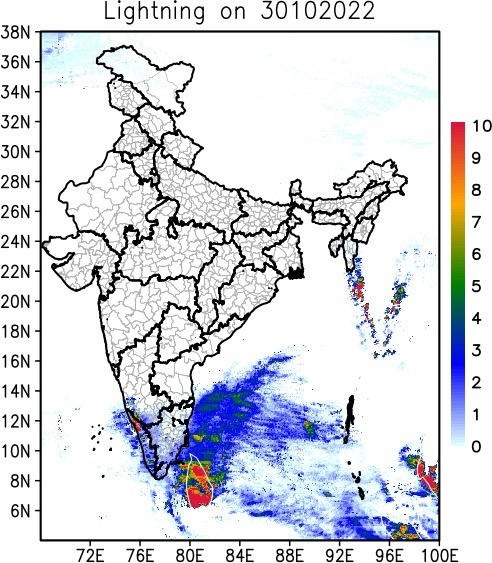 Lightning on 30102022
38N
36N
34N
32N
30N
28N
26N
24N
22N
20N
18N
16N
14N
12N
10N
8N
6N
72E 76E 80E 84E 88E 92E 96E 100E
10
9
8
7
6
5
4
3
2
1
0